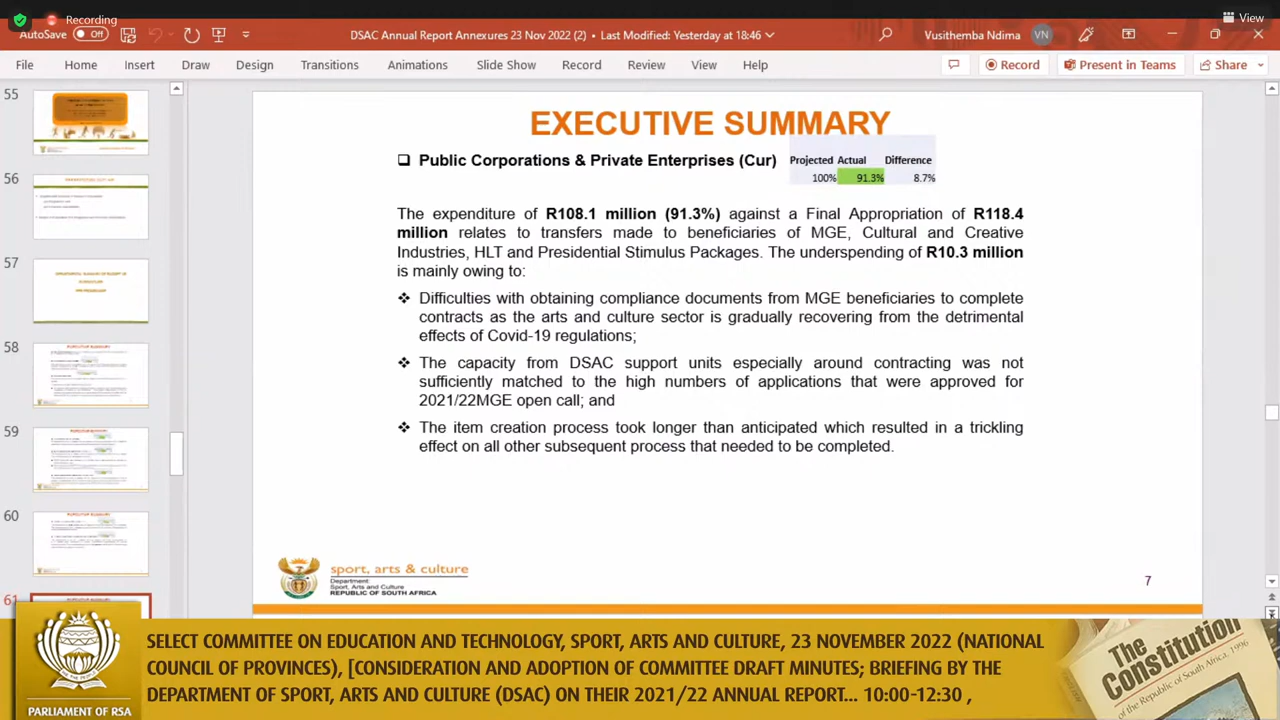 Recording
View
AutoSave Off
DSAC Annual Report Annexures 23 Nov 2022 (2) • Last Modified: Yesterday at 18:46
Vusithemba Ndima VN
File Home Insert Draw Design Transitions Animations Slide Show Record Review View Help
Record Present in Teams Share
55
56
57
58
59
60
61
EXECUTIVE SUMMARY
Public Corporations & Private Enterprises (Cur)
Projected Actual Difference
100% 91.3% 8.7%
The expenditure of R108.1 million (91.3%) against a Final Appropriation of R118.4
million relates to transfers made to beneficiaries of MGE, Cultural and Creative
Industries, HLT and Presidential Stimulus Packages. The underspending of R10.3 million
is mainly owing to:
❖ Difficulties with obtaining compliance documents from MGE beneficiaries to complete
contracts as the arts and culture sector is gradually recovering from the detrimental
effects of Covid-19 regulations;
❖ The capacity from DSAC support units especially around contracting was not
sufficiently matched to the high numbers of applications that were approved for
2021/22MGE open call; and
❖ The item creation process took longer than anticipated which resulted in a trickling
effect on all other subsequent process that needed to be completed.
sport, arts & culture
Department:
Sport, Arts and Culture
REPUBLIC OF SOUTH AFRICA
7
PARLIAMENT OF RSA
SELECT COMMITTEE ON EDUCATION AND TECHNOLOGY, SPORT, ARTS AND CULTURE, 23 NOVEMBER 2022 (NATIONAL
COUNCIL OF PROVINCES), [CONSIDERATION AND ADOPTION OF COMMITTEE DRAFT MINUTES; BRIEFING BY THE
DEPARTMENT OF SPORT, ARTS AND CULTURE (DSAC) ON THEIR 2021/22 ANNUAL REPORT... 10:00-12:30 ,
The
Constitution
of the Republic of South Africa, 1996